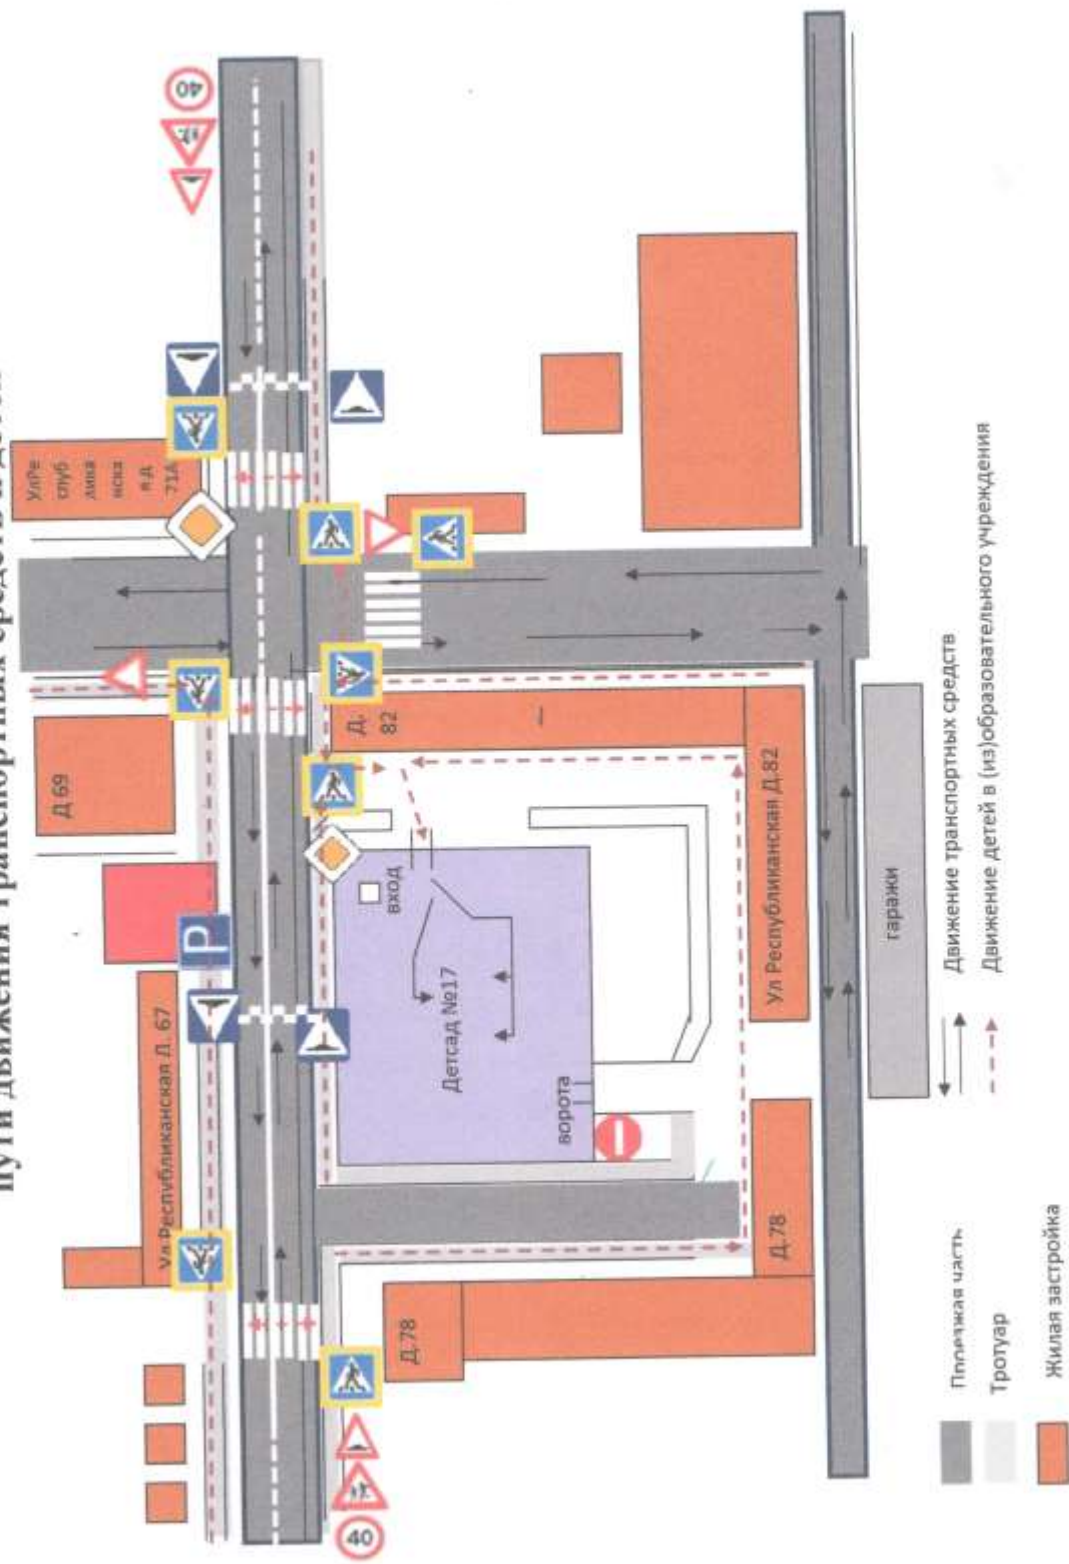 Пути движения транспортных средств и детей
40
УлРе
спуб
лика
нска
я д
71А
Д 69
Ул Республиканская Д. 67
P
Д.
82
вход
Детсад №17
ворота
Ул Республиканская Д.82
Д.78
Д.78
40
гаражи
Проезжая часть
Тротуар
Жилая застройка
Движение транспортных средств
Движение детей в (из)образовательного учреждения